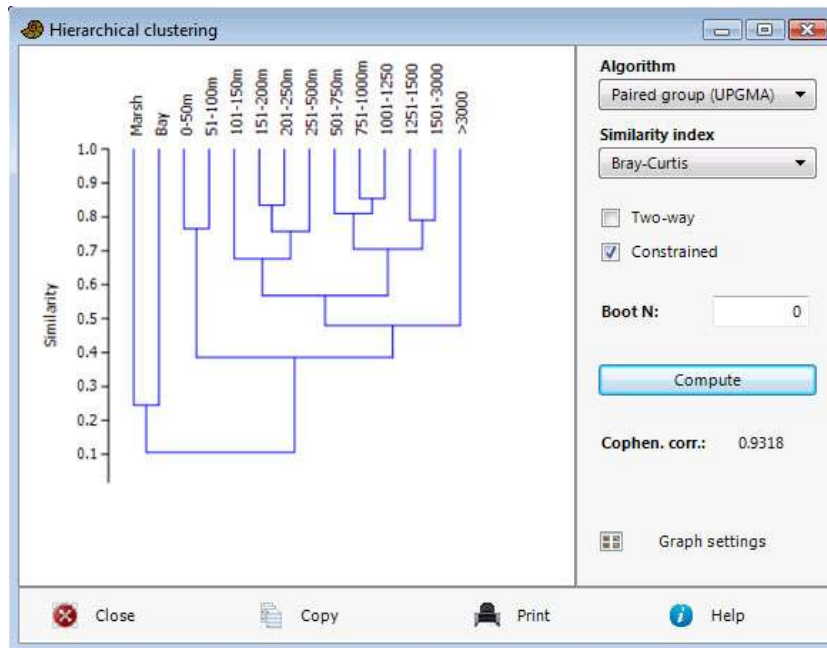 Hierarchical clustering
Marsh
Bay
0-50m
51-100m
101-150m
151-200m
201-250m
251-500m
501-750m
751-1000m
1001-1250
1251-1500
1501-3000
>3000
1.0
0.9
0.8
0.7
0.6
0.5
0.4
0.3
0.2
0.1
Similarity
Algorithm
Paired group (UPGMA)
Similarity index
Bray-Curtis
Two-way
Constrained
Boot N: 0
Compute
Cophen. corr.: 0.9318
Graph settings
Close Copy Print Help